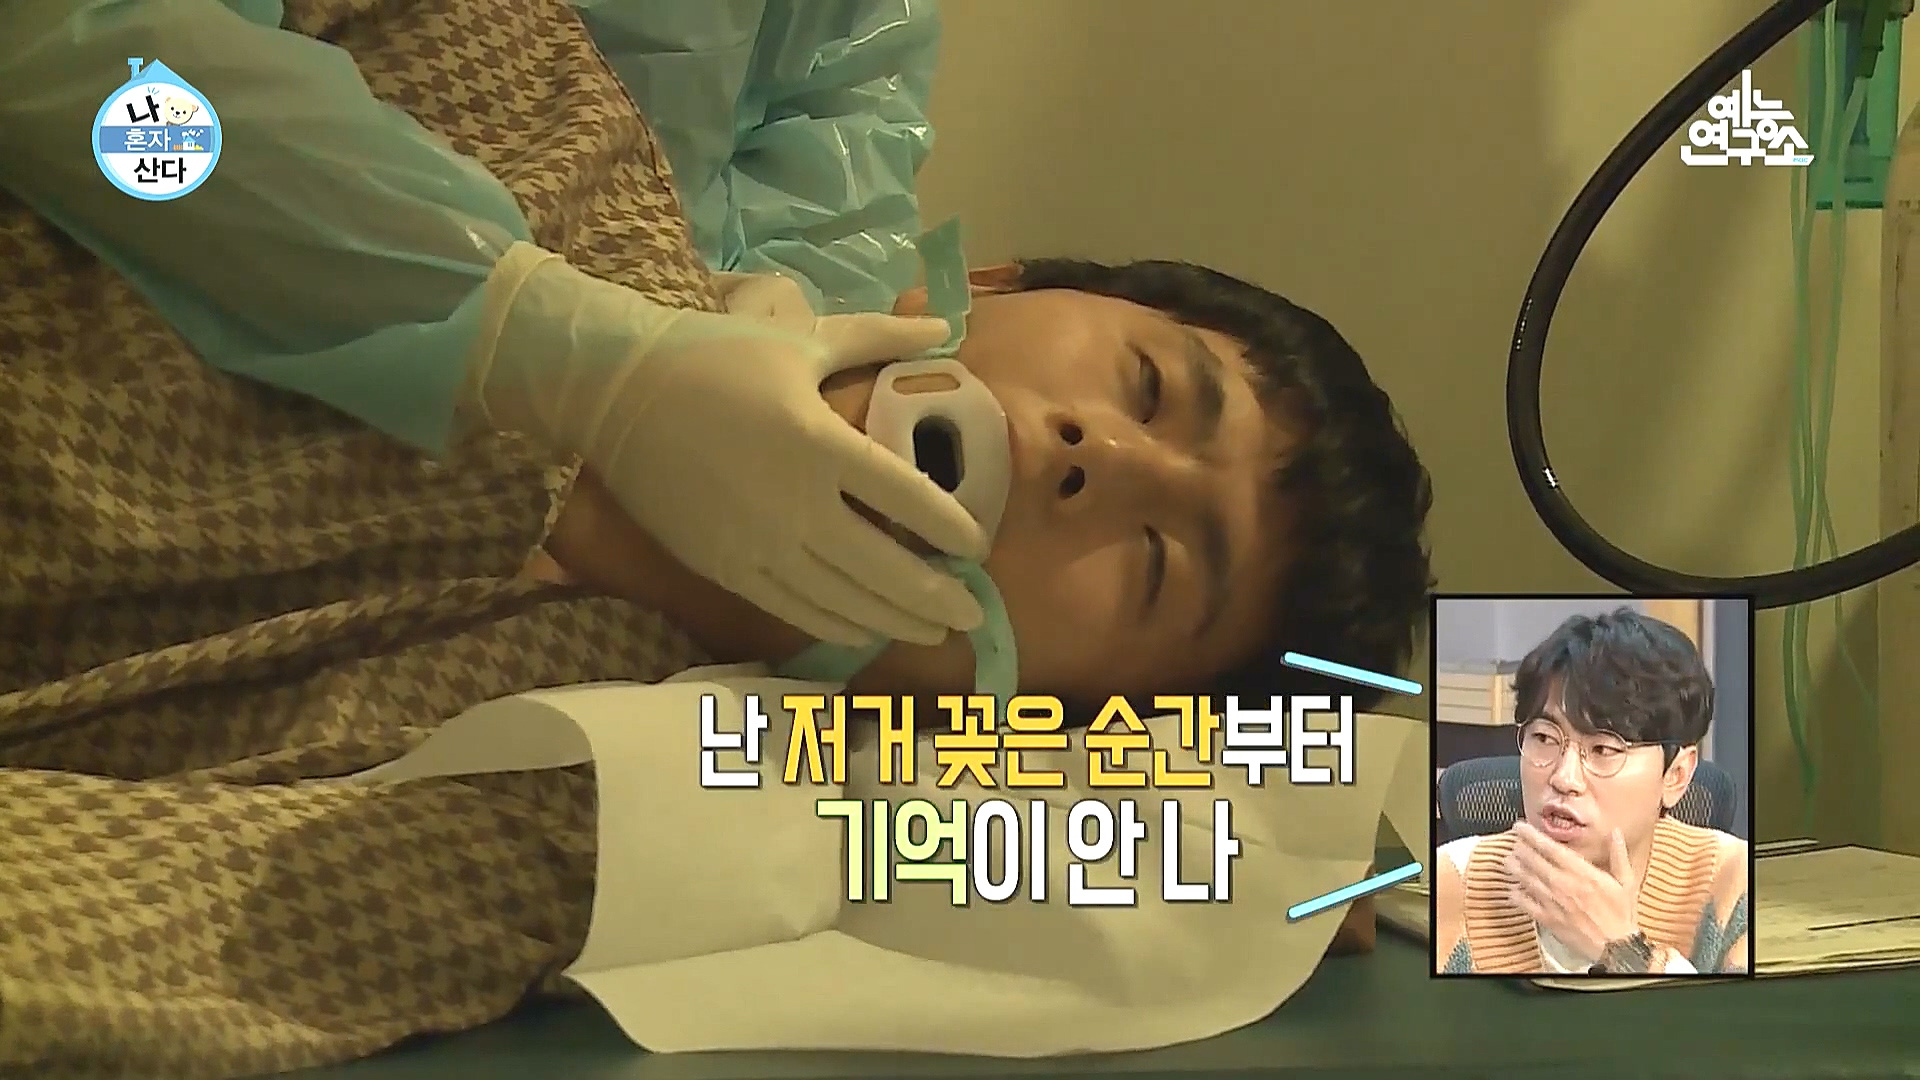 나
혼자
산다
예능
연구소
난 저거 꽂은 순간부터
기억이 안 나